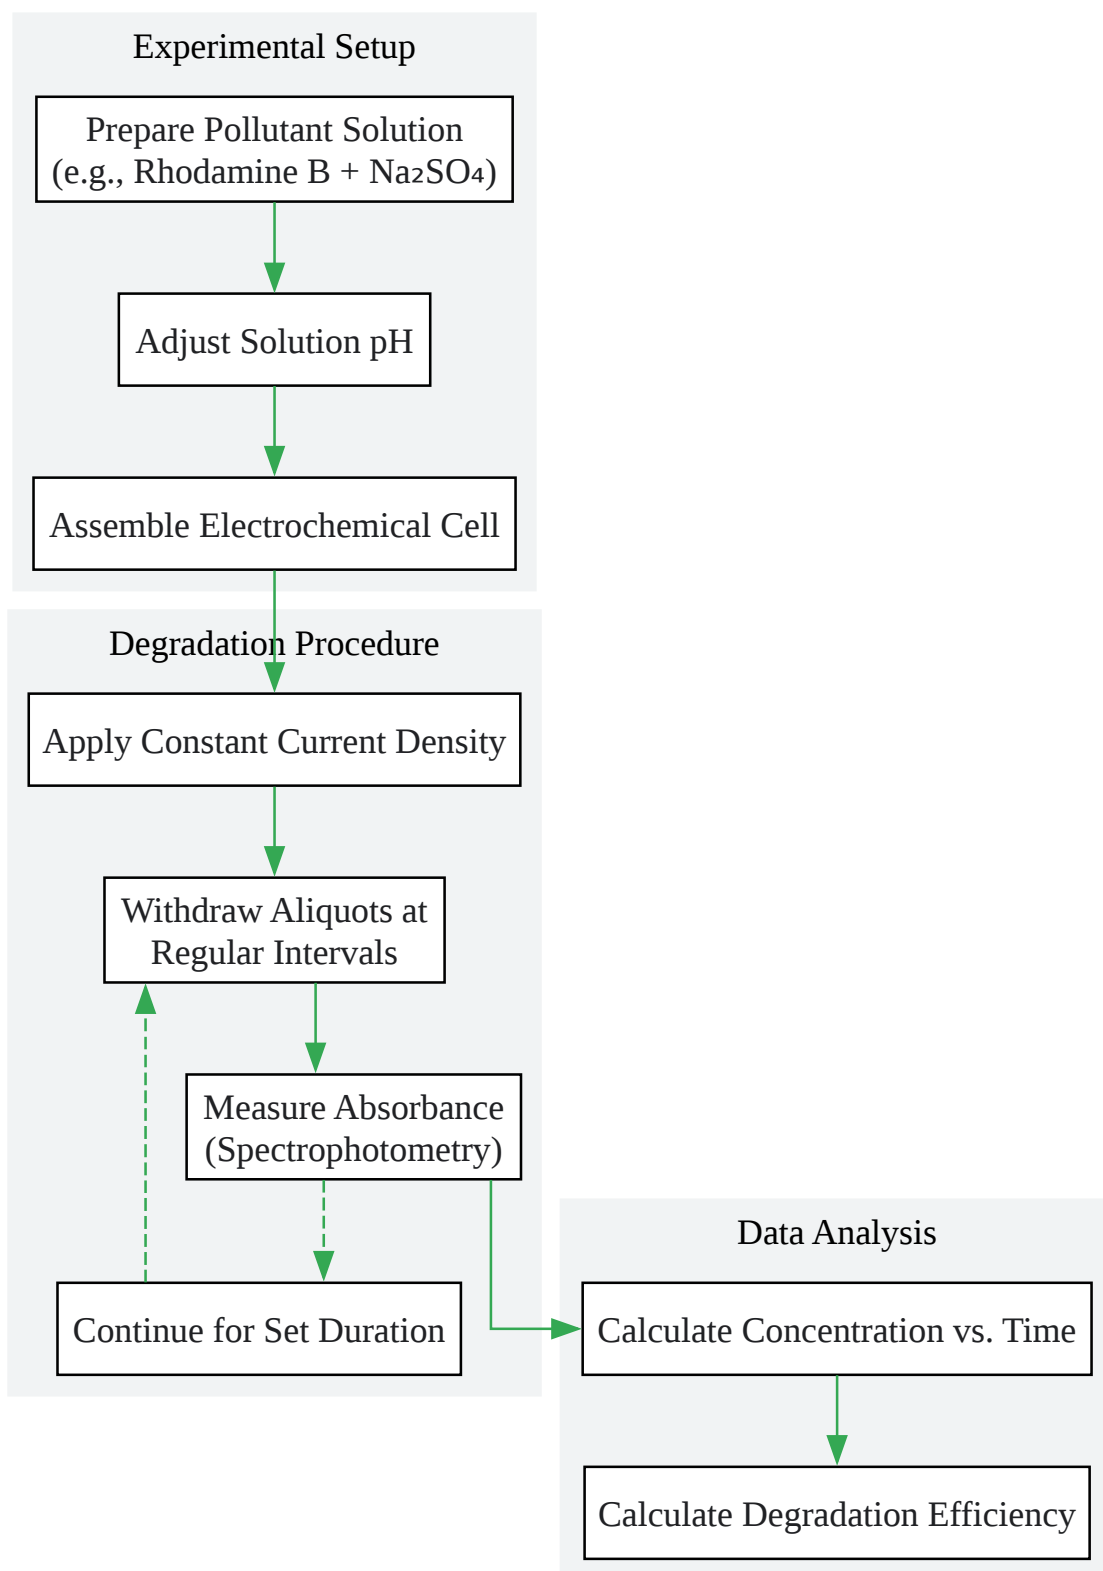 Experimental Setup
Prepare Pollutant Solution
(e.g., Rhodamine B + Na₂SO₄)
Adjust Solution pH
Assemble Electrochemical Cell
Degradation Procedure
Apply Constant Current Density
Withdraw Aliquots at
Regular Intervals
Measure Absorbance
(Spectrophotometry)
Continue for Set Duration
Data Analysis
Calculate Concentration vs. Time
Calculate Degradation Efficiency